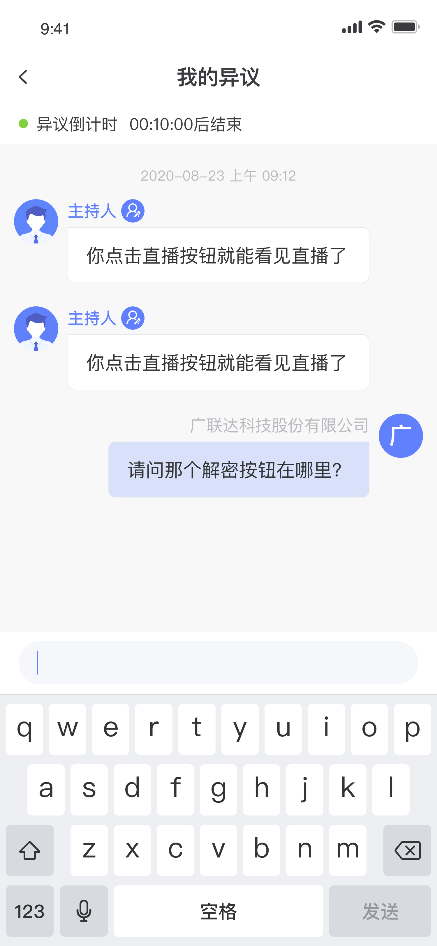 9:41
我的异议
异议倒计时 00:10:00后结束
2020-08-23 上午 09:12
主持人
你点击直播按钮就能看见直播了
主持人
你点击直播按钮就能看见直播了
广联达科技股份有限公司
广
请问那个解密按钮在哪里?
q w e r t y u i o p
a s d f g h j k l
z x c v b n m
123 空格 发送